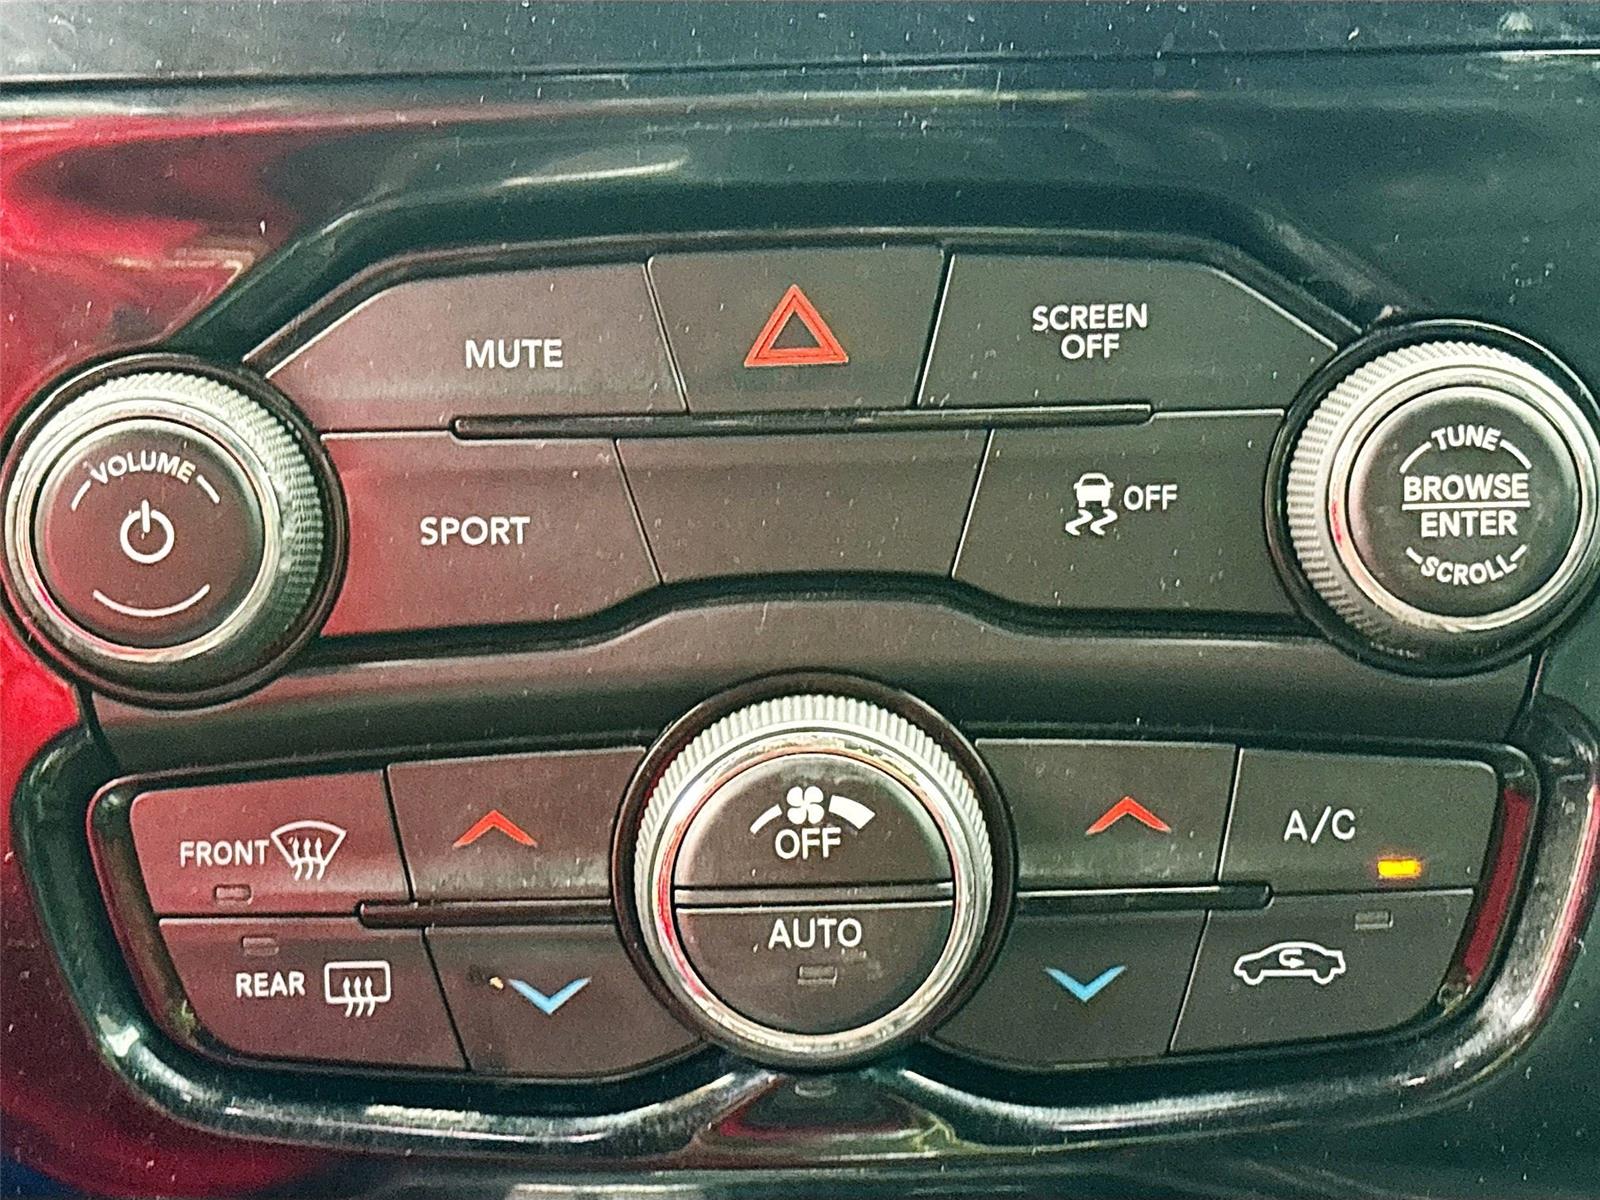 MUTE
SCREEN
OFF
VOLUME
SPORT
OFF
TUNE
BROWSE
ENTER
SCROLL
FRONT
OFF
A/C
AUTO
REAR